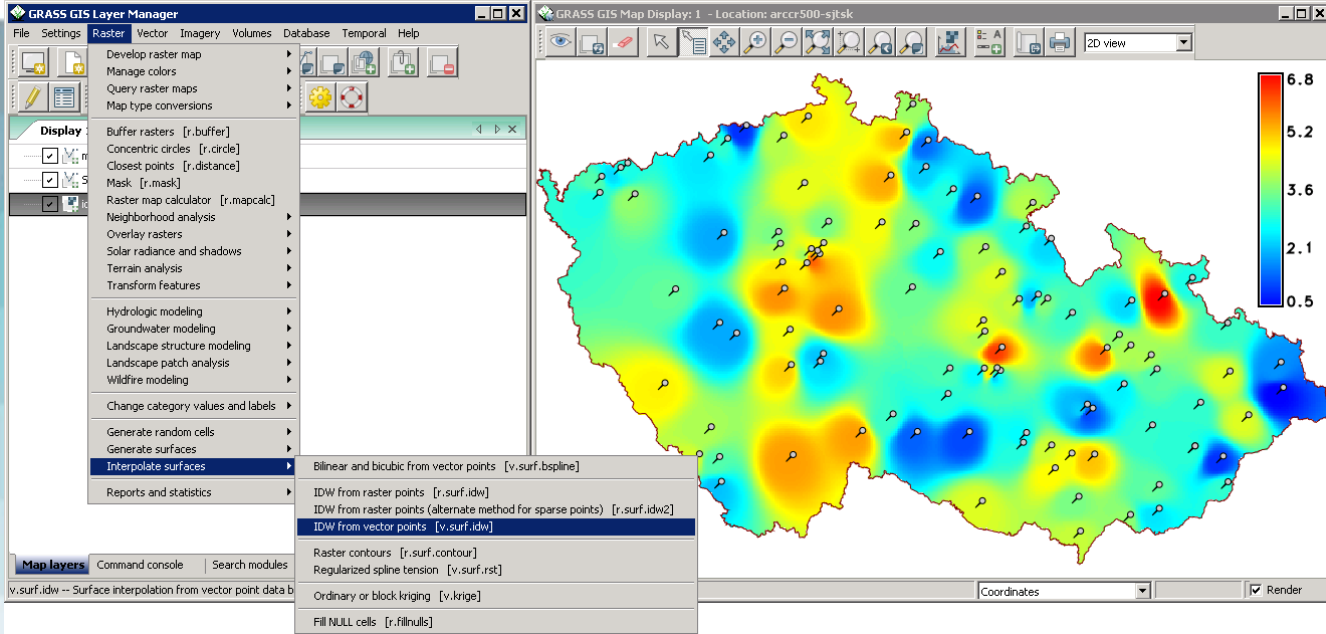 GRASS GIS Layer Manager
File Settings Raster Vector Imagery Volumes Database Temporal Help
Develop raster map
Manage colors
Query raster maps
Map type conversions
Buffer rasters [r.buffer]
Concentric circles [r.circle]
Closest points [r.distance]
Mask [r.mask]
Raster map calculator [r.mapcalc]
Neighborhood analysis
Overlay rasters
Solar radiance and shadows
Terrain analysis
Transform features
Hydrologic modeling
Groundwater modeling
Landscape structure modeling
Landscape patch analysis
Wildfire modeling
Change category values and labels
Generate random cells
Generate surfaces
Interpolate surfaces
Reports and statistics
Display
Bilinear and bicubic from vector points [v.surf.bspline]
IDW from raster points [r.surf.idw]
IDW from raster points (alternate method for sparse points) [r.surf.idw2]
IDW from vector points [v.surf.idw]
Raster contours [r.surf.contour]
Regularized spline tension [v.surf.rst]
Ordinary or block kriging [v.krige]
Fill NULL cells [r.fillnulls]
Map layers Command console Search modules
v.surf.idw -- Surface interpolation from vector point data b
GRASS GIS Map Display: 1 - Location: arccr500-sjtsk
2D view
6.8
5.2
3.6
2.1
0.5
Coordinates
Render